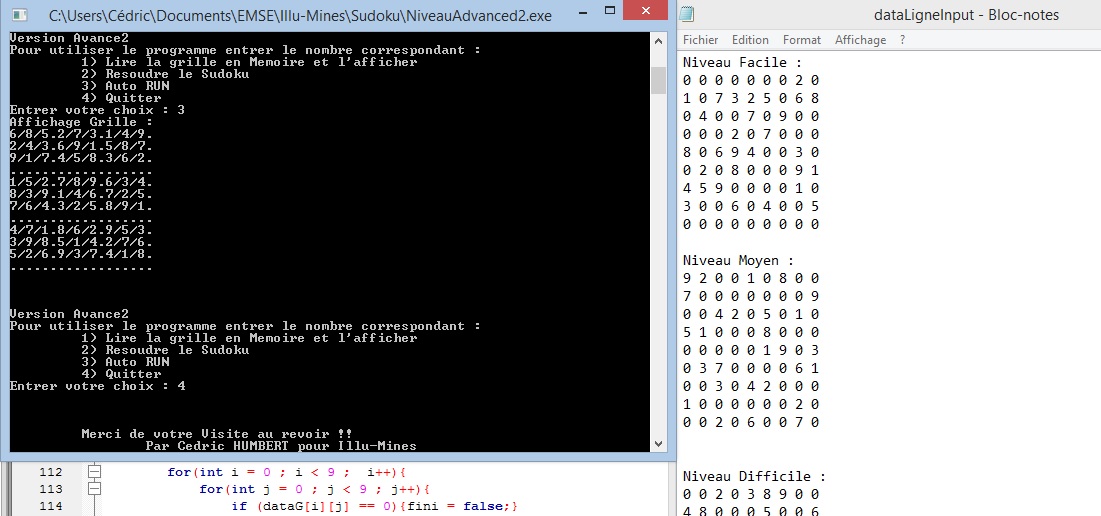 C:\Users\Cédric\Documents\EMSE\Illu-Mines\Sudoku\NiveauAdvanced2.exe
Version Avance2
Pour utiliser le programme entrer le nombre correspondant :
1) Lire la grille en Memoire et l'afficher
2) Resoudre le Sudoku
3) Auto RUN
4) Quitter
Entrer votre choix : 3
Affichage Grille :
6/8/5.2/7/3.1/4/9.
2/4/3.6/9/1.5/8/7.
9/1/7.4/5/8.3/6/2.
..................
1/5/2.7/8/9.6/3/4.
8/3/9.1/4/6.7/2/5.
7/6/4.3/2/5.8/9/1.
..................
4/7/1.8/6/2.9/5/3.
3/9/8.5/1/4.2/7/6.
5/2/6.9/3/7.4/1/8.
..................
Version Avance2
Pour utiliser le programme entrer le nombre correspondant :
1) Lire la grille en Memoire et l'afficher
2) Resoudre le Sudoku
3) Auto RUN
4) Quitter
Entrer votre choix : 4
Merci de votre Visite au revoir !!
Par Cedric HUMBERT pour Illu-Mines
112 for(int i = 0 ; i < 9 ;  i++){
113 for(int j = 0 ; j < 9 ; j++){
114 if (dataG[i][j] == 0){fini = false;}
dataLigneInput - Bloc-notes
Fichier Edition Format Affichage ?
Niveau Facile :
0 0 0 0 0 0 0 2 0
1 0 7 3 2 5 0 6 8
0 4 0 0 7 0 9 0 0
0 0 0 2 0 7 0 0 0
8 0 6 9 4 0 0 3 0
0 2 0 8 0 0 0 9 1
4 5 9 0 0 0 0 1 0
3 0 0 6 0 4 0 0 5
0 0 0 0 0 0 0 0 0
Niveau Moyen :
9 2 0 0 1 0 8 0 0
7 0 0 0 0 0 0 0 9
0 0 4 2 0 5 0 1 0
5 1 0 0 0 8 0 0 0
0 0 0 0 0 1 9 0 3
0 3 7 0 0 0 0 6 1
0 0 3 0 4 2 0 0 0
1 0 0 0 0 0 0 2 0
0 0 2 0 6 0 0 7 0
Niveau Difficile :
0 0 2 0 3 8 9 0 0
4 8 0 0 0 5 0 0 6